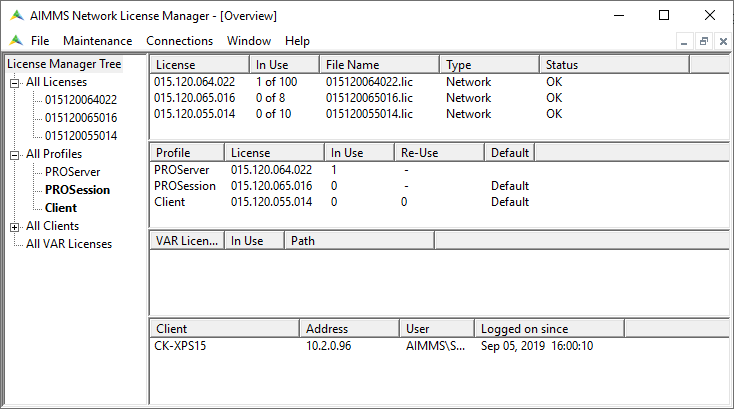 AIMMS Network License Manager - [Overview]
File Maintenance Connections Window Help
License Manager Tree
All Licenses
015120064022
015120065016
015120055014
All Profiles
PROServer
PROSession
Client
All Clients
All VAR Licenses
License In Use File Name Type Status
015.120.064.022 1 of 100 015120064022.lic Network OK
015.120.065.016 0 of 8 015120065016.lic Network OK
015.120.055.014 0 of 10 015120055014.lic Network OK
Profile License In Use Re-Use Default
PROServer 015.120.064.022 1 -
PROSession 015.120.065.016 0 - Default
Client 015.120.055.014 0 0 Default
VAR Licen... In Use Path
Client Address User Logged on since
CK-XPS15 10.2.0.96 AIMMS\S... Sep 05, 2019 16:00:10